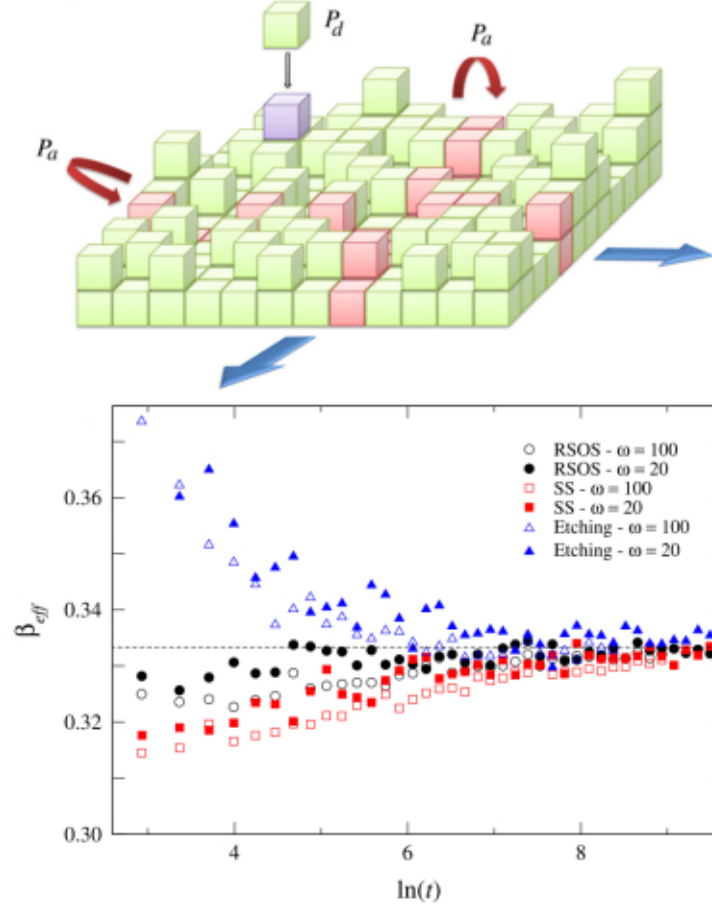 P_d
P_a
P_a
RSOS - ω = 100
RSOS - ω = 20
SS - ω = 100
SS - ω = 20
Etching - ω = 100
Etching - ω = 20
0.36
0.34
0.32
0.30
β_eff
4 6 8
ln(t)